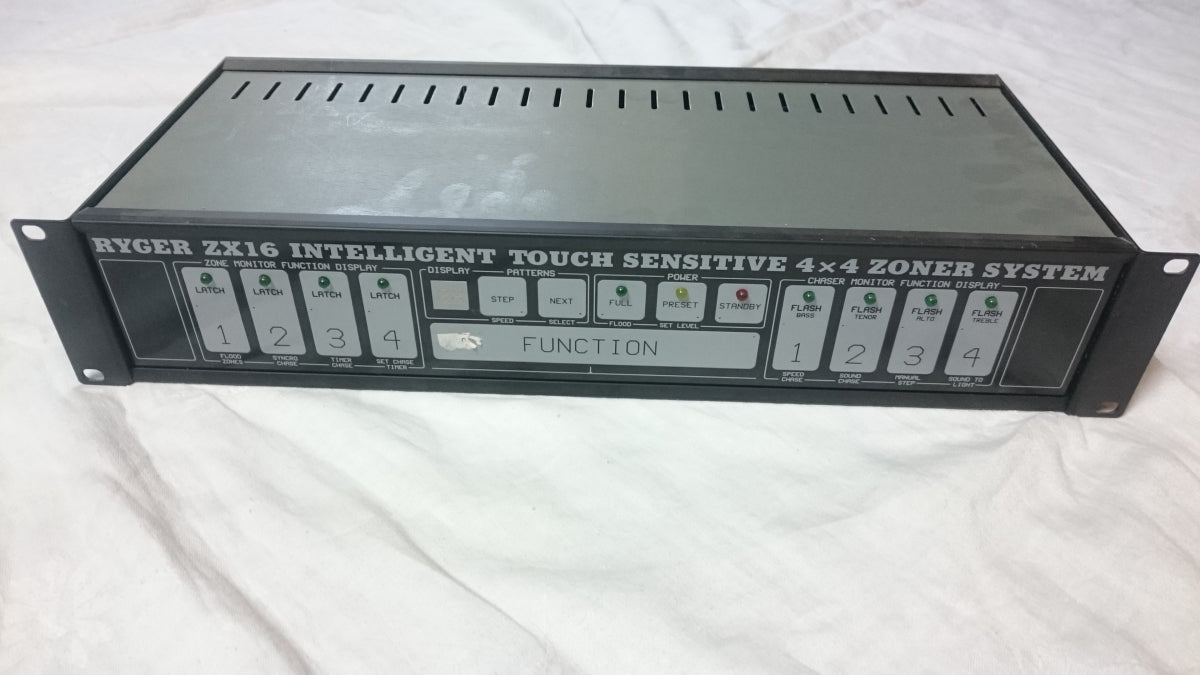 RYGER ZX16 INTELLIGENT TOUCH SENSITIVE 4×4 ZONER SYSTEM
ZONE MONITOR FUNCTION DISPLAY
LATCH
1
FLOOD
ZONES
LATCH
2
SYNCRO
CHASE
LATCH
3
TIMER
CHASE
LATCH
4
SET CHASE
TIMER
DISPLAY
PATTERNS
STEP
SPEED
NEXT
SELECT
POWER
FULL
FLOOD
PRESET
SET LEVEL
STANDBY
FUNCTION
CHASER MONITOR FUNCTION DISPLAY
FLASH
BASS
1
SPEED
CHASE
FLASH
TENOR
2
SOUND
CHASE
FLASH
ALTO
3
MANUAL
STEP
FLASH
TREBLE
4
SOUND TO
LIGHT